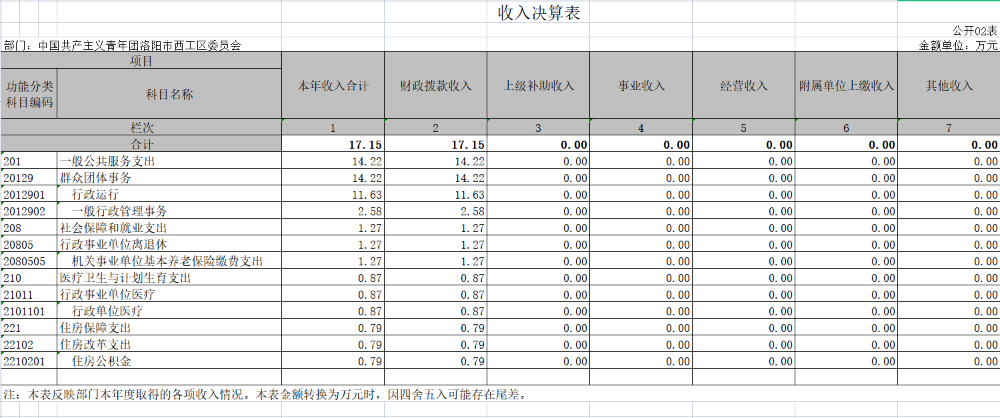 收入决算表
公开02表
部门：中国共产主义青年团洛阳市西工区委员会 金额单位：万元
项目 本年收入合计 财政拨款收入 上级补助收入 事业收入 经营收入 附属单位上缴收入 其他收入
功能分类科目编码 科目名称
栏次 1 2 3 4 5 6 7
合计 17.15 17.15 0.00 0.00 0.00 0.00 0.00
201 一般公共服务支出 14.22 14.22 0.00 0.00 0.00 0.00 0.00
20129 群众团体事务 14.22 14.22 0.00 0.00 0.00 0.00 0.00
2012901 行政运行 11.63 11.63 0.00 0.00 0.00 0.00 0.00
2012902 一般行政管理事务 2.58 2.58 0.00 0.00 0.00 0.00 0.00
208 社会保障和就业支出 1.27 1.27 0.00 0.00 0.00 0.00 0.00
20805 行政事业单位离退休 1.27 1.27 0.00 0.00 0.00 0.00 0.00
2080505 机关事业单位基本养老保险缴费支出 1.27 1.27 0.00 0.00 0.00 0.00 0.00
210 医疗卫生与计划生育支出 0.87 0.87 0.00 0.00 0.00 0.00 0.00
21011 行政事业单位医疗 0.87 0.87 0.00 0.00 0.00 0.00 0.00
2101101 行政单位医疗 0.87 0.87 0.00 0.00 0.00 0.00 0.00
221 住房保障支出 0.79 0.79 0.00 0.00 0.00 0.00 0.00
22102 住房改革支出 0.79 0.79 0.00 0.00 0.00 0.00 0.00
2210201 住房公积金 0.79 0.79 0.00 0.00 0.00 0.00 0.00
注：本表反映部门本年度取得的各项收入情况。本表金额转换为万元时，因四舍五入可能存在尾差。